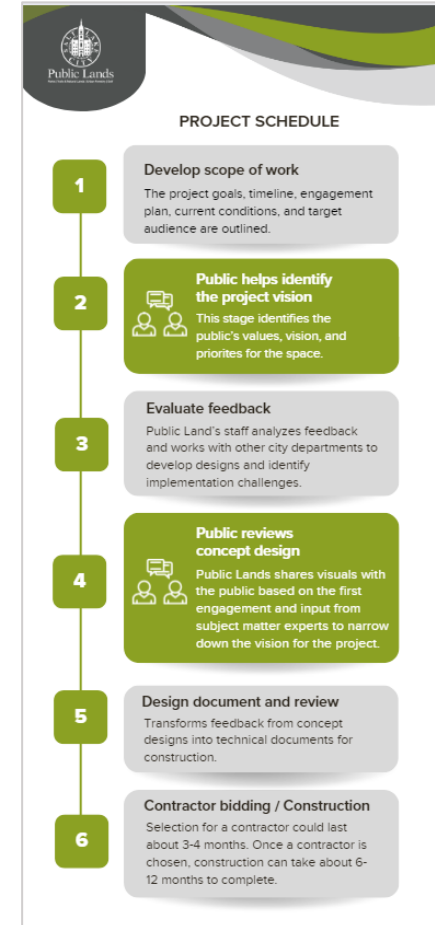 SALT LAKE CITY
Public Lands
PROJECT SCHEDULE
1
Develop scope of work
The project goals, timeline, engagement
plan, current conditions, and target
audience are outlined.
2
Public helps identify
the project vision
This stage identifies the
public's values, vision, and
priorites for the space.
3
Evaluate feedback
Public Land's staff analyzes feedback
and works with other city departments to
develop designs and identify
implementation challenges.
4
Public reviews
concept design
Public Lands shares visuals with
the public based on the first
engagement and input from
subject matter experts to narrow
down the vision for the project.
5
Design document and review
Transforms feedback from concept
designs into technical documents for
construction.
6
Contractor bidding / Construction
Selection for a contractor could last
about 3-4 months. Once a contractor is
chosen, construction can take about 6-
12 months to complete.